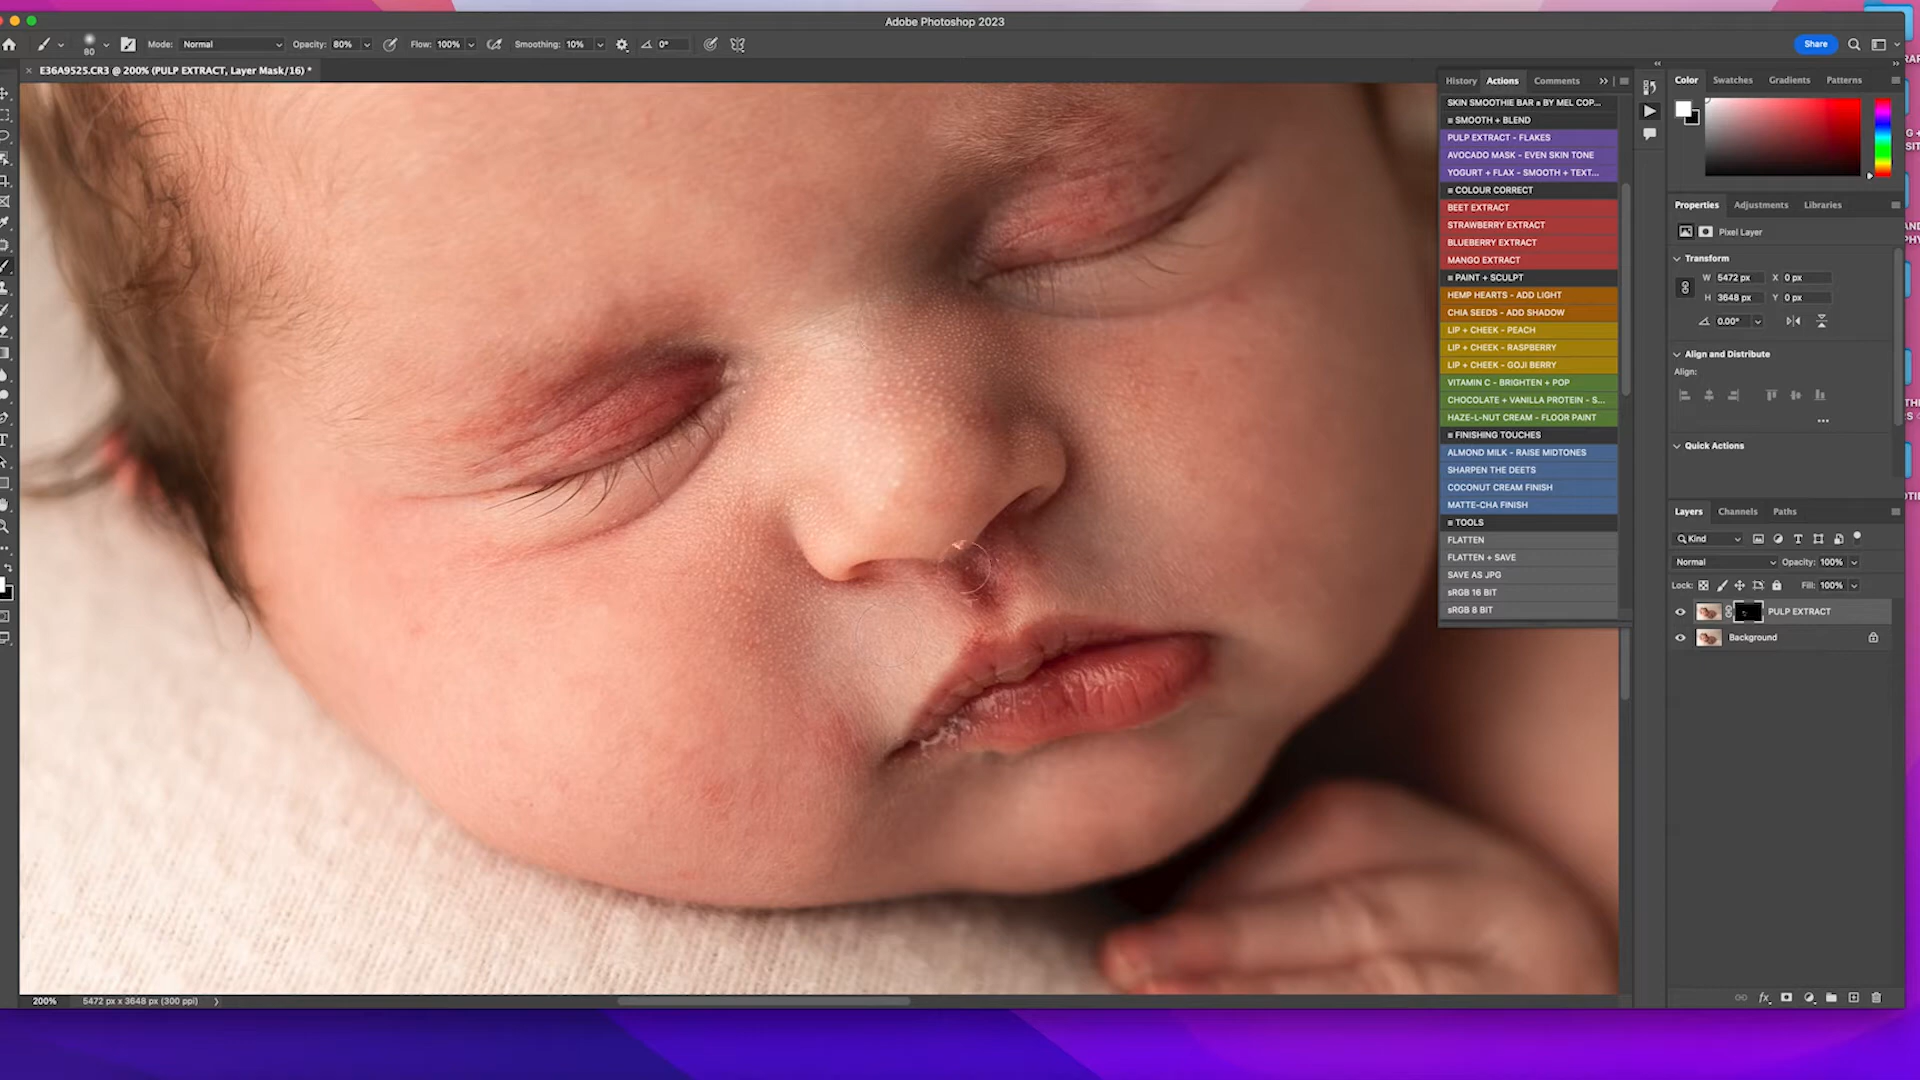 Adobe Photoshop 2023
80 Mode: Normal Opacity: 80% Flow: 100% Smoothing: 10% 0° Share
E36A9525.CR3 @ 200% (PULP EXTRACT, Layer Mask/16) *
History Actions Comments
SKIN SMOOTHIE BAR
BY MEL COP...
SMOOTH + BLEND
PULP EXTRACT - FLAKES
AVOCADO MASK - EVEN SKIN TONE
YOGURT + FLAX - SMOOTH + TEXT...
COLOUR CORRECT
BEET EXTRACT
STRAWBERRY EXTRACT
BLUEBERRY EXTRACT
MANGO EXTRACT
PAINT + SCULPT
HEMP HEARTS - ADD LIGHT
CHIA SEEDS - ADD SHADOW
LIP + CHEEK - PEACH
LIP + CHEEK - RASPBERRY
LIP + CHEEK - GOJI BERRY
VITAMIN C - BRIGHTEN + POP
CHOCOLATE + VANILLA PROTEIN - S...
HAZE-L-NUT CREAM - FLOOR PAINT
FINISHING TOUCHES
ALMOND MILK - RAISE MIDTONES
SHARPEN THE DEETS
COCONUT CREAM FINISH
MATTE-CHA FINISH
TOOLS
FLATTEN
FLATTEN + SAVE
SAVE AS JPG
sRGB 16 BIT
sRGB 8 BIT
Color Swatches Gradients Patterns
Properties Adjustments Libraries
Pixel Layer
Transform
W 5472 px X 0 px
H 3648 px Y 0 px
0.00°
Align and Distribute
Align:
Quick Actions
Layers Channels Paths
Kind
Normal Opacity: 100%
Lock: Fill: 100%
PULP EXTRACT
Background
200% 5472 px x 3648 px (300 ppi)